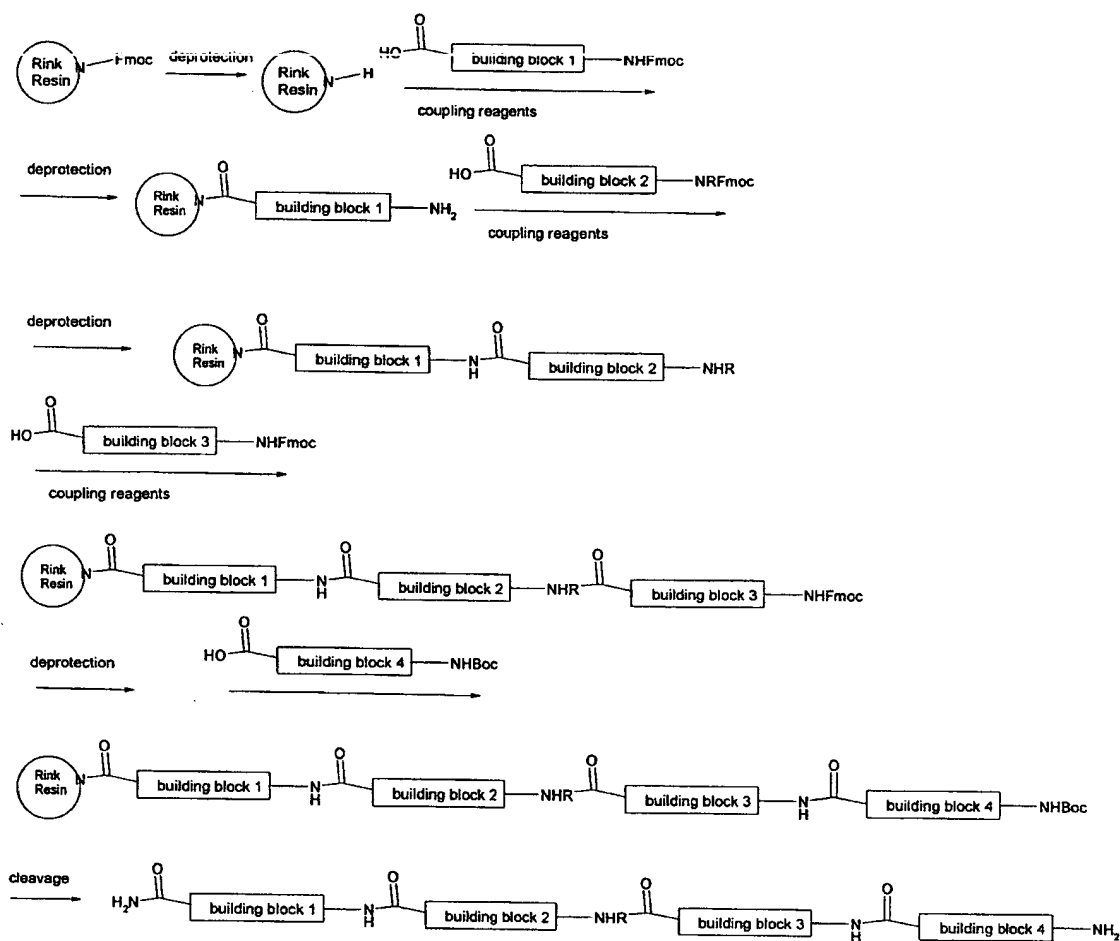 O
Rink
Resin
N
Fmoc
deprotection
Rink
Resin
N
H
HO
building block 1
NHFmoc
coupling reagents
deprotection
O
Rink
Resin
N
building block 1
NH2
O
HO
building block 2
NRFmoc
coupling reagents
deprotection
O
O
Rink
Resin
N
building block 1
N
H
building block 2
NHR
O
HO
building block 3
NHFmoc
coupling reagents
O
O
O
Rink
Resin
N
building block 1
N
H
building block 2
NHR
building block 3
NHFmoc
deprotection
O
HO
building block 4
NHBoc
O
O
O
O
Rink
Resin
N
building block 1
N
H
building block 2
NHR
building block 3
N
H
building block 4
NHBoc
cleavage
O
O
O
O
H2N
building block 1
N
H
building block 2
NHR
building block 3
N
H
building block 4
NH2